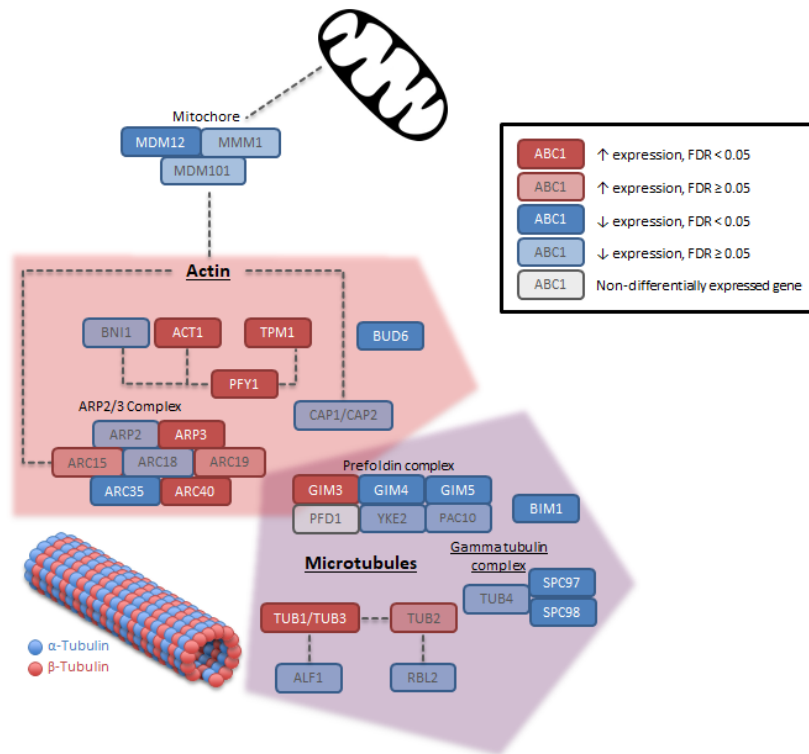 Mitochore
MDM12
MMM1
MDM101
ABC1 ↑ expression, FDR < 0.05
ABC1 ↑ expression, FDR ≥ 0.05
ABC1 ↓ expression, FDR < 0.05
ABC1 ↓ expression, FDR ≥ 0.05
ABC1 Non-differentially expressed gene
Actin
BNI1
ACT1
TPM1
BUD6
PFY1
CAP1/CAP2
ARP2/3 Complex
ARP2
ARP3
ARC15
ARC18
ARC19
ARC35
ARC40
Prefoldin complex
GIM3
GIM4
GIM5
PFD1
YKE2
PAC10
BIM1
Microtubules
Gamma tubulin
complex
TUB4
SPC97
SPC98
TUB1/TUB3
TUB2
ALF1
RBL2
α-Tubulin
β-Tubulin